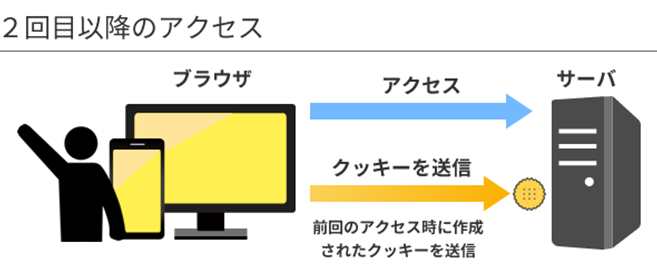 ２回目以降のアクセス
ブラウザ
アクセス
サーバ
クッキーを送信
前回のアクセス時に作成
されたクッキーを送信